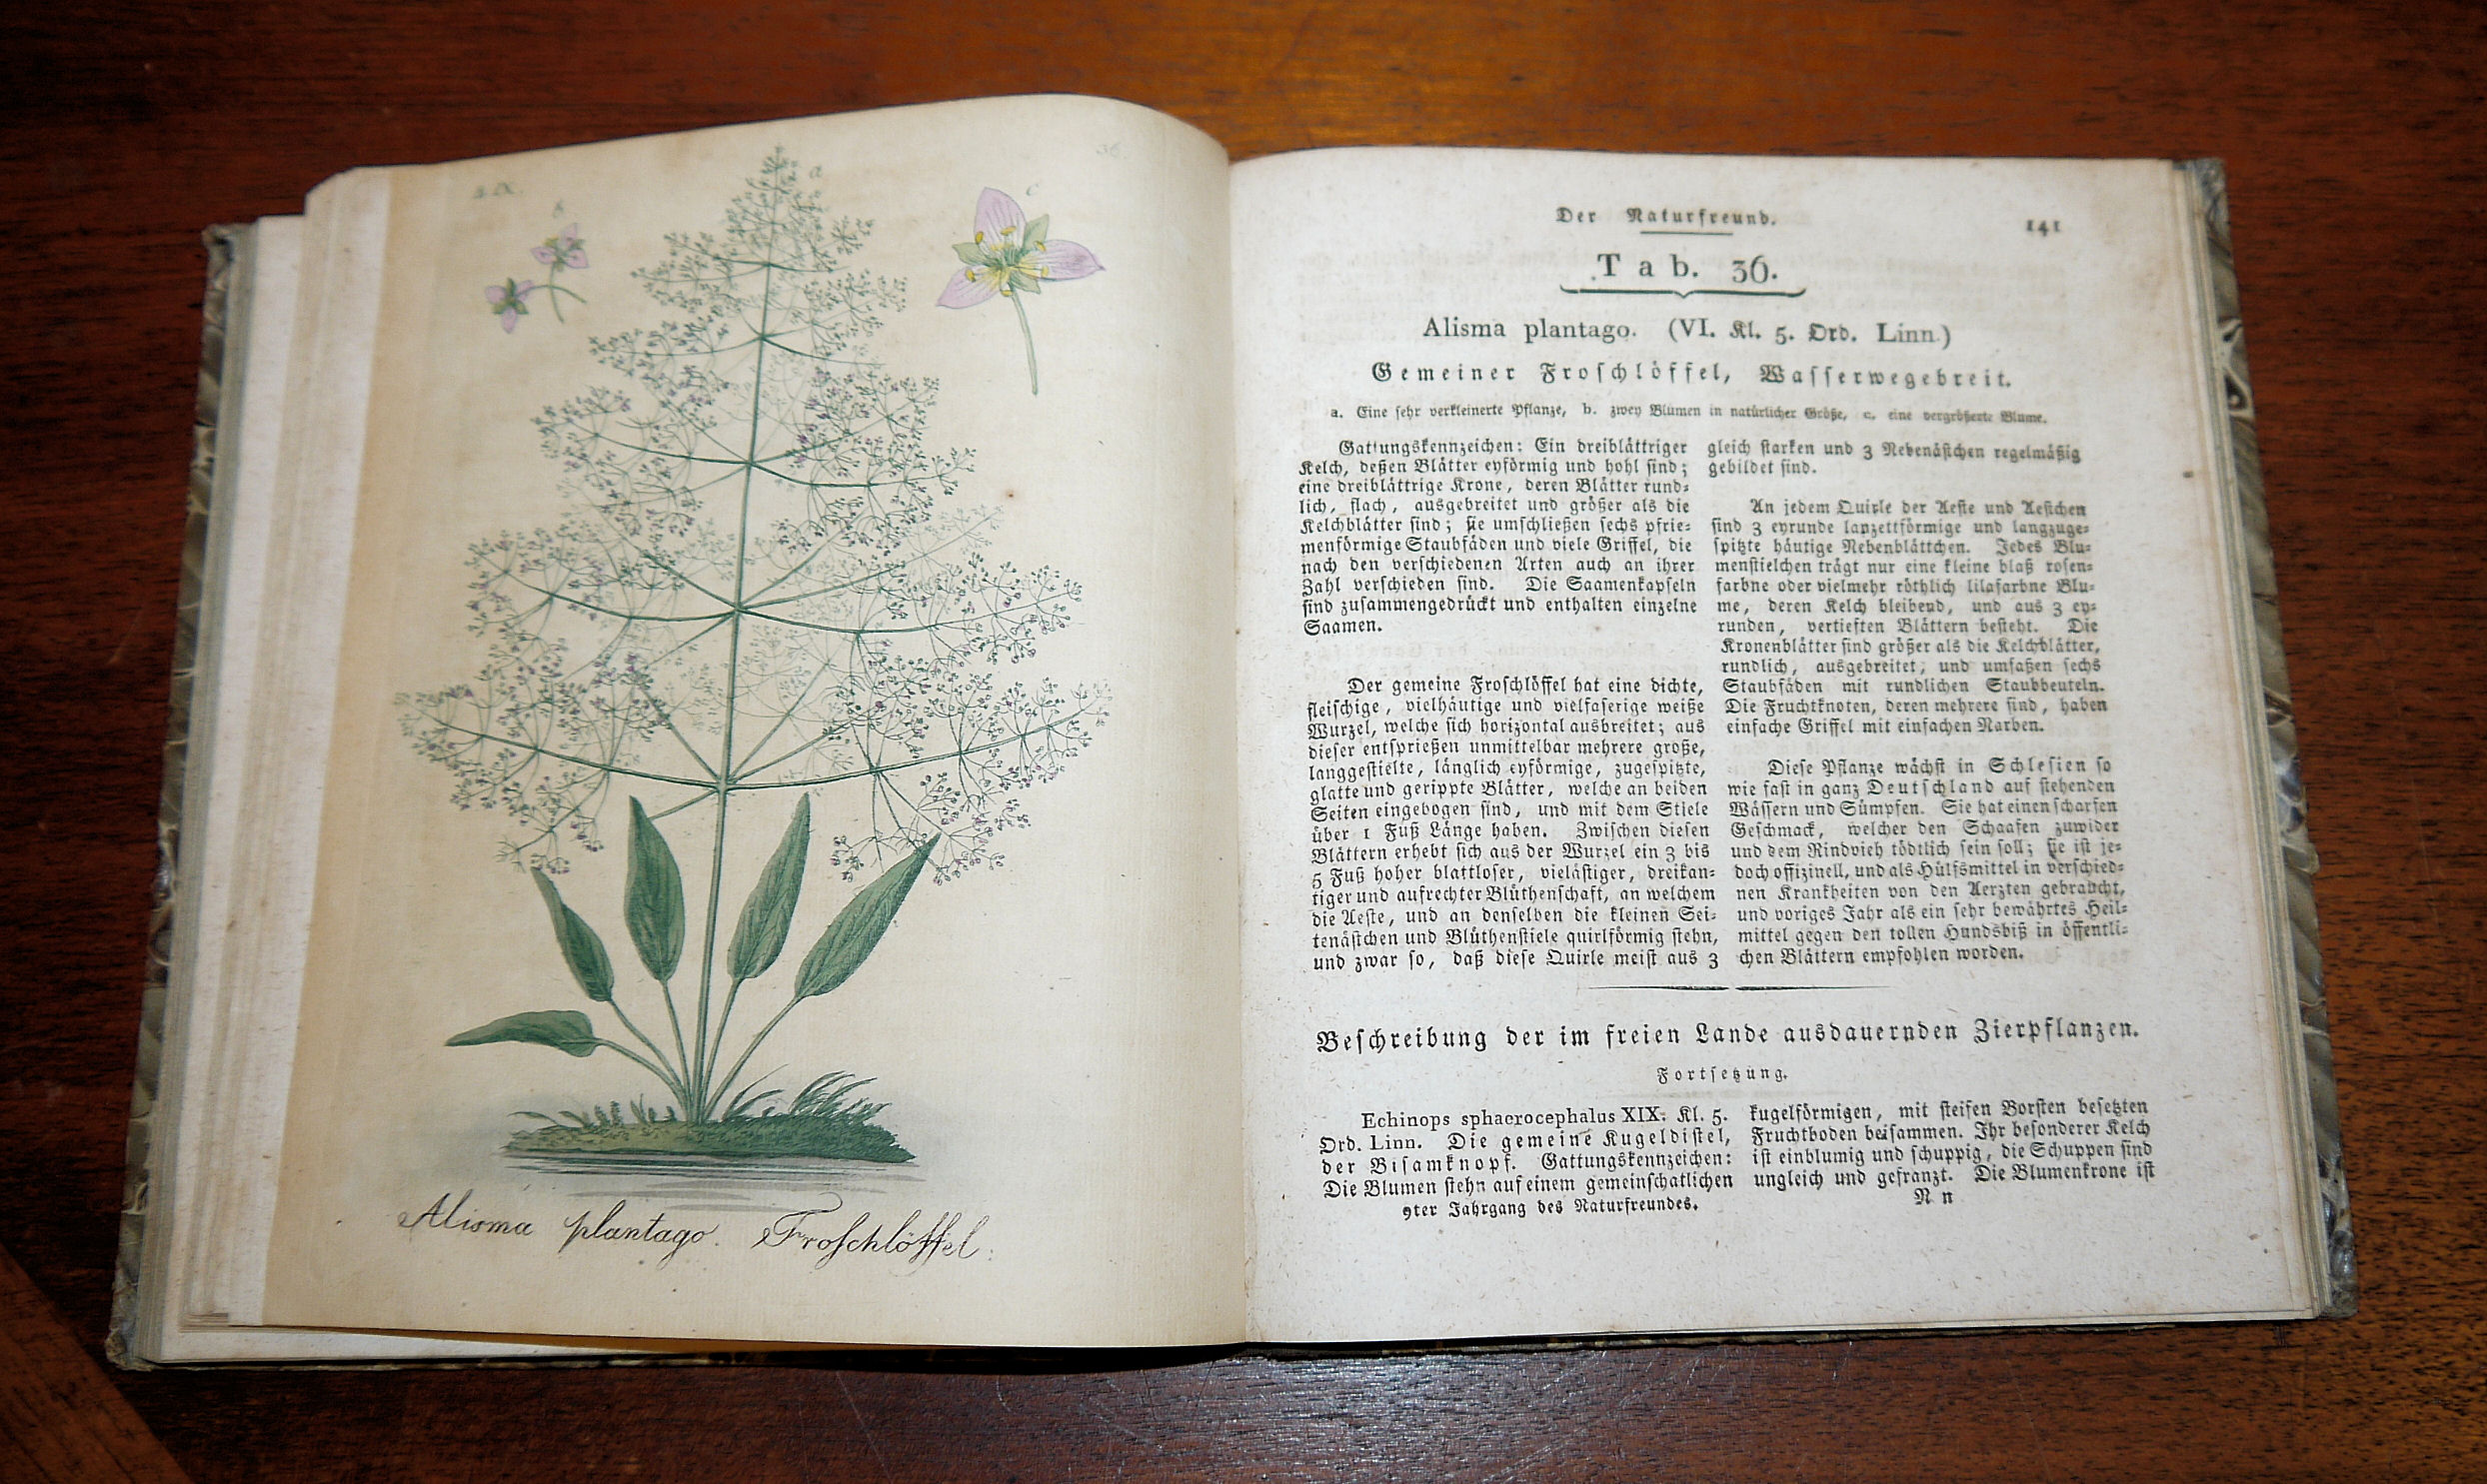 36.
a
b
c
Alisma plantago. Froſchlöffel.
Der Naturfreund. 141
Tab. 36.
Alisma plantago. (VI. Kl. 5. Ord. Linn.)
Gemeiner Froſchlöffel, Waſſerwegebreit.
a. Eine ſehr verkleinerte Pflanze, b. zwey Blumen in natürlicher Größe, c. eine vergrößerte Blume.
Gattungskennzeichen: Ein dreiblättriger
Kelch, deßen Blätter eyförmig und hohl ſind;
eine dreiblättrige Krone, deren Blätter rund-
lich, flach, ausgebreitet und größer als die
Kelchblätter ſind; ſie umſchließen ſechs pfrie-
menförmige Staubfäden und viele Griffel, die
nach den verſchiedenen Arten auch an ihrer
Zahl verſchieden ſind. Die Saamenkapſeln
ſind zuſammengedrückt und enthalten einzelne
Saamen.
Der gemeine Froſchlöffel hat eine dichte,
fleiſchige, vielhäutige und vielfaſerige weiße
Wurzel, welche ſich horizontal ausbreitet; aus
dieſer entſprießen unmittelbar mehrere große,
langgeſtielte, länglich eyförmige, zugeſpitzte,
glatte und gerippte Blätter, welche an beiden
Seiten eingebogen ſind, und mit dem Stiele
über 1 Fuß Länge haben. Zwiſchen dieſen
Blättern erhebt ſich aus der Wurzel ein 3 bis
5 Fuß hoher blattloſer, vieläſtiger, dreikan-
tiger und aufrechter Blüthenſchaft, an welchem
die Aeſte, und an denſelben die kleinen Sei-
tenäſtchen und Blüthenſtiele quirlförmig ſtehn,
und zwar ſo, daß dieſe Quirle meiſt aus 3
gleich ſtarken und 3 Nebenäſtchen regelmäßig
gebildet ſind.
An jedem Quirle der Aeſte und Aeſtchen
ſind 3 eyrunde lanzettförmige und langzuge-
ſpitzte häutige Nebenblättchen. Jedes Blu-
menſtielchen trägt nur eine kleine blaß roſen-
farbne oder vielmehr röthlich lilafarbne Blu-
me, deren Kelch bleibend, und aus 3 ey-
runden, vertieften Blättern beſteht. Die
Kronenblätter ſind größer als die Kelchblätter,
rundlich, ausgebreitet, und umfaßen ſechs
Staubfäden mit rundlichen Staubbeuteln.
Die Fruchtknoten, deren mehrere ſind, haben
einfache Griffel mit einfachen Narben.
Dieſe Pflanze wächſt in Schleſien ſo
wie faſt in ganz Deutſchland auf ſtehenden
Wäſſern und Sümpfen. Sie hat einen ſcharfen
Geſchmack, welcher den Schaafen zuwider
und dem Rindvieh tödtlich ſein ſoll; ſie iſt je-
doch offizinell, und als Hülfsmittel in verſchied-
nen Krankheiten von den Aerzten gebraucht,
und voriges Jahr als ein ſehr bewährtes Heil-
mittel gegen den tollen Hundsbiß in öffentli-
chen Blättern empfohlen worden.
Beſchreibung der im freien Lande ausdauernden Zierpflanzen.
Fortſetzung.
Echinops sphaerocephalus XIX. Kl. 5.
Ord. Linn. Die gemeine Kugeldiſtel,
der Biſamknopf. Gattungskennzeichen:
Die Blumen ſtehn auf einem gemeinſchatlichen
9ter Jahrgang des Naturfreundes.
kugelförmigen, mit ſteifen Borſten beſetzten
Fruchtboden beiſammen. Ihr beſonderer Kelch
iſt einblumig und ſchuppig, die Schuppen ſind
ungleich und gefranzt. Die Blumenkrone iſt
N n